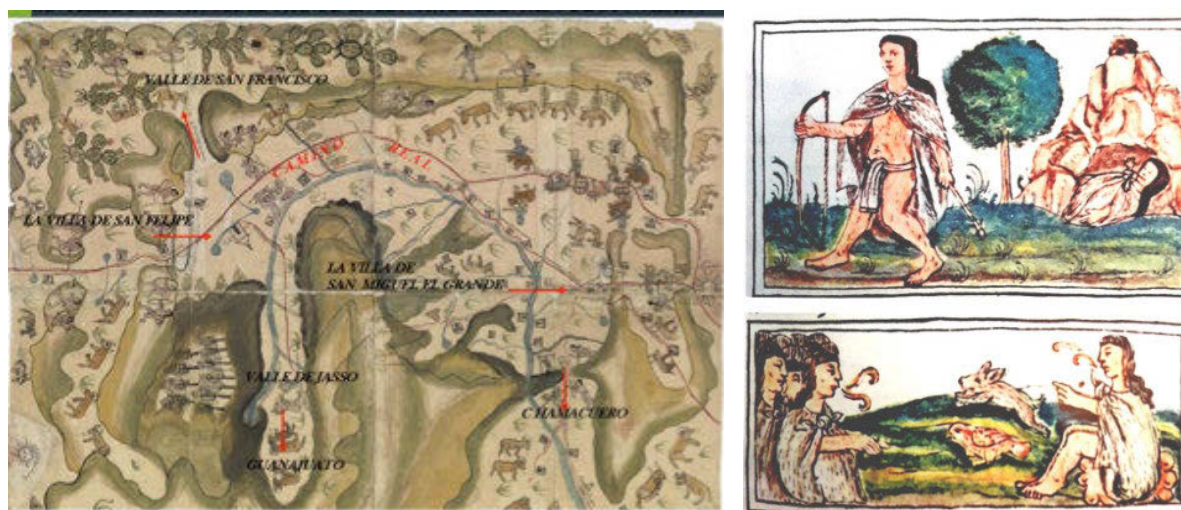 VALLE DE SAN FRANCISCO
CAMINO REAL
LA VILLA DE SAN FELIPE
LA VILLA DE
SAN MIGUEL EL GRANDE
VALLE DE JASSO
CHAMACUERO
GUANAJUATO